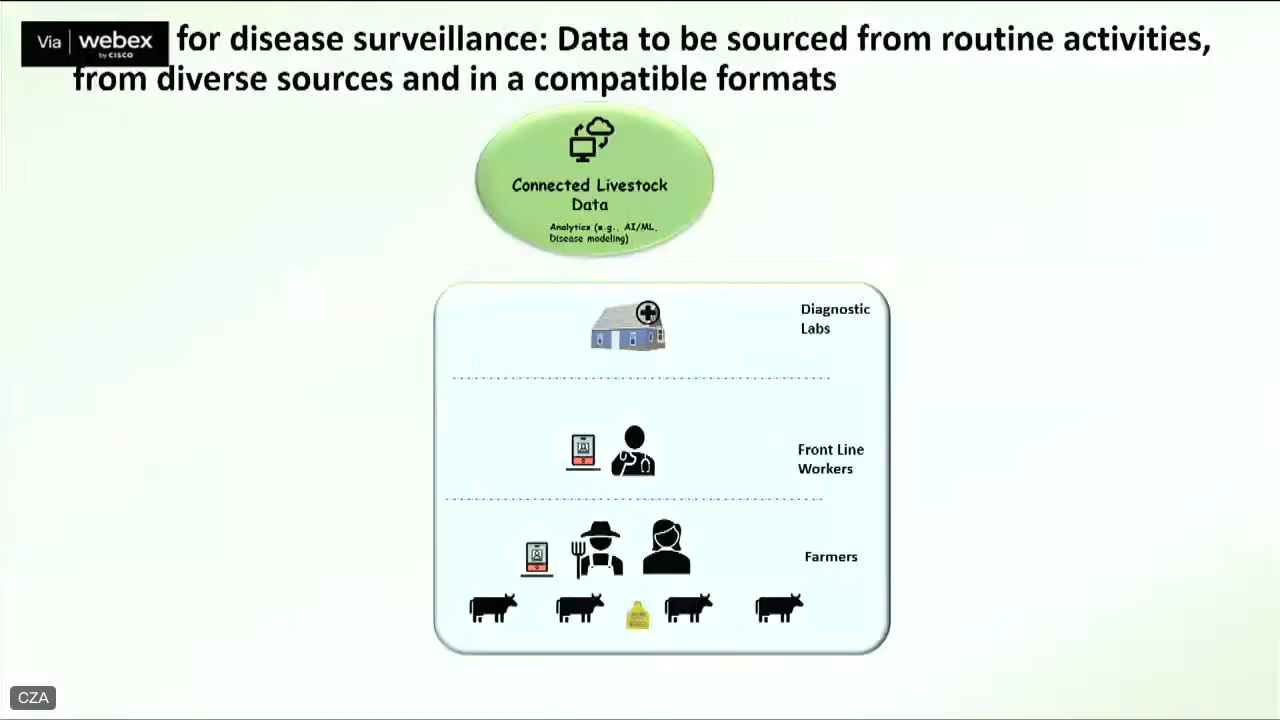 Via webex
by CISCO
for disease surveillance: Data to be sourced from routine activities,
from diverse sources and in a compatible formats
Connected Livestock
Data
Analytics (e.g., AI/ML,
Disease modeling)
Diagnostic
Labs
Front Line
Workers
Farmers
CZA